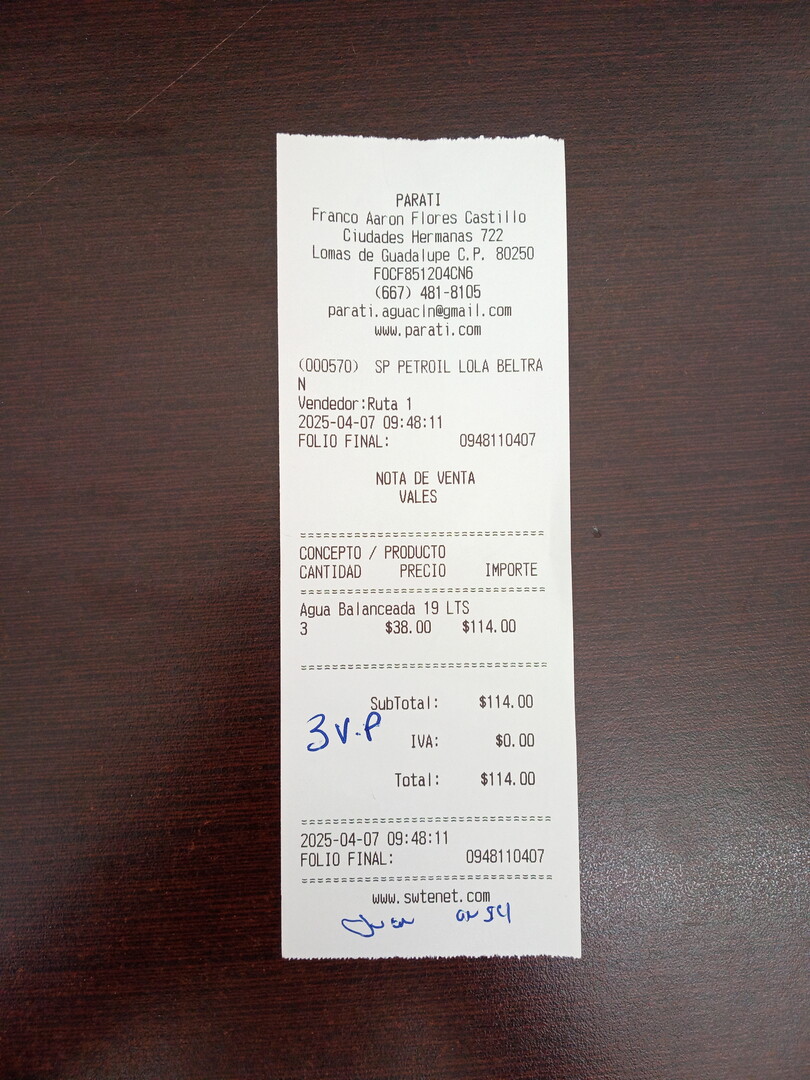 PARATI
Franco Aaron Flores Castillo
Ciudades Hermanas 722
Lomas de Guadalupe C.P. 80250
FOCF851204CN6
(667) 481-8105
parati.aguacln@gmail.com
www.parati.com
(000570) SP PETROIL LOLA BELTRA
N
Vendedor:Ruta 1
2025-04-07 09:48:11
FOLIO FINAL: 0948110407
NOTA DE VENTA
VALES
==================================
CONCEPTO / PRODUCTO
CANTIDAD PRECIO IMPORTE
==================================
Agua Balanceada 19 LTS
3 $38.00 $114.00
==================================
SubTotal: $114.00
3 V.P
IVA: $0.00
Total: $114.00
==================================
2025-04-07 09:48:11
FOLIO FINAL: 0948110407
==================================
www.swtenet.com
Juan